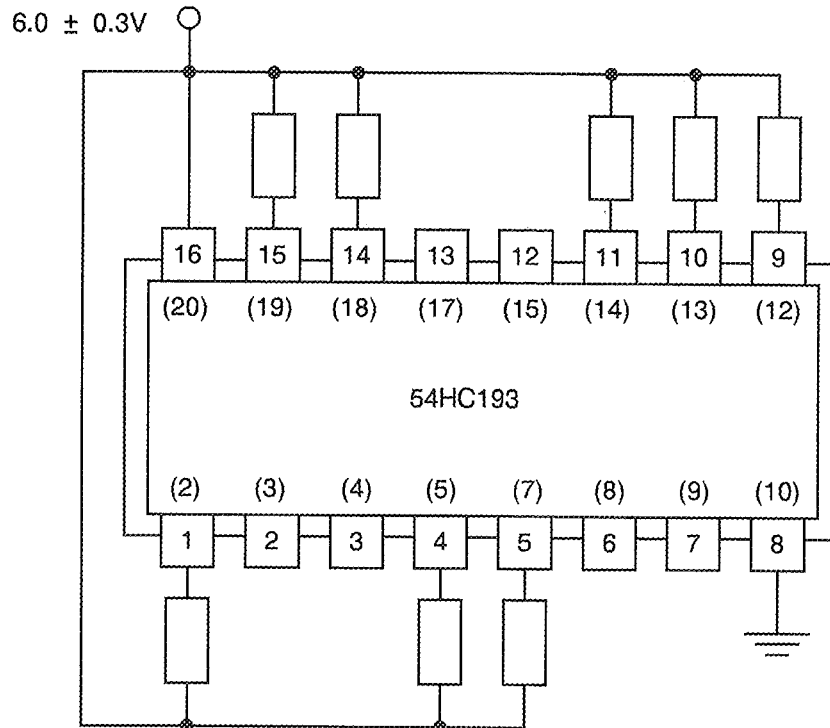 6.0 ± 0.3V
16 15 14 13 12 11 10 9
(20) (19) (18) (17) (15) (14) (13) (12)
54HC193
(2) (3) (4) (5) (7) (8) (9) (10)
1 2 3 4 5 6 7 8